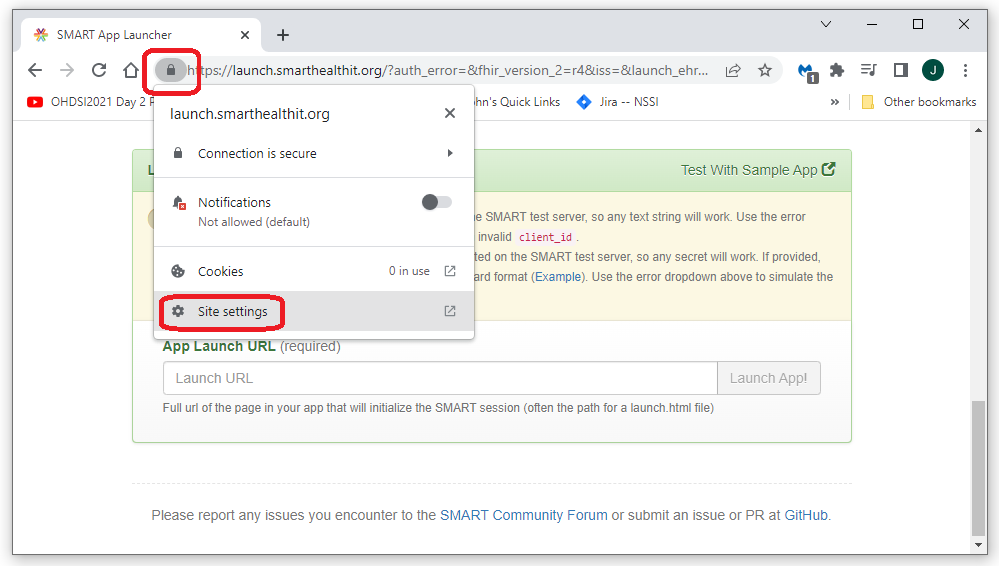 SMART App Launcher
https://launch.smarthealthit.org/?auth_error=&fhir_version_2=r4&iss=&launch_ehr...
1
J
OHDSI2021 Day 2
hn's Quick Links
Jira -- NSSI
»
Other bookmarks
launch.smarthealthit.org
Connection is secure
Notifications
Not allowed (default)
Cookies
0 in use
Site settings
Test With Sample App
e SMART test server, so any text string will work. Use the error
invalid client_id.
ted on the SMART test server, so any secret will work. If provided,
ard format (Example). Use the error dropdown above to simulate the
App Launch URL (required)
Launch URL
Launch App!
Full url of the page in your app that will initialize the SMART session (often the path for a launch.html file)
Please report any issues you encounter to the SMART Community Forum or submit an issue or PR at GitHub.